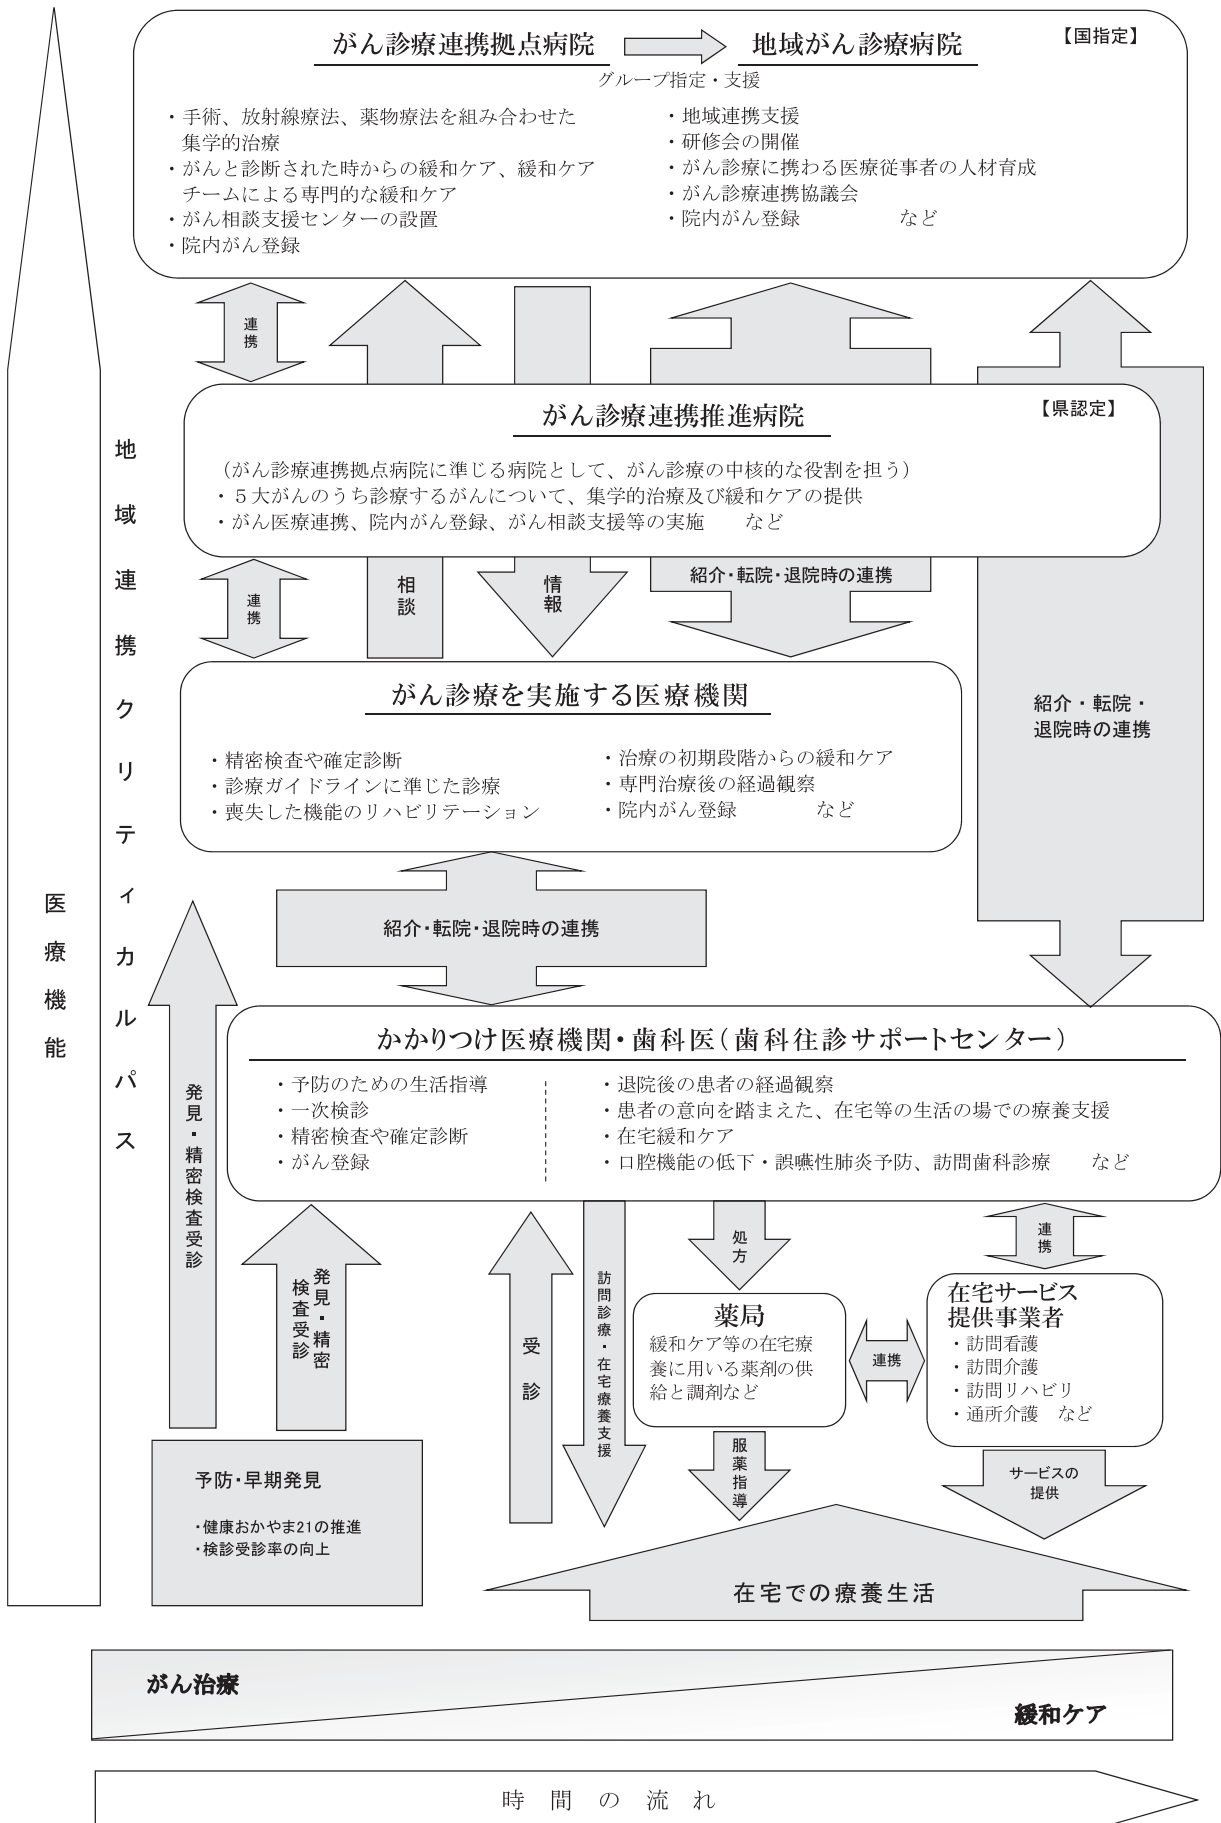 がん診療連携拠点病院
地域がん診療病院
【国指定】
グループ指定・支援
・手術、放射線療法、薬物療法を組み合わせた
集学的治療
・がんと診断された時からの緩和ケア、緩和ケア
チームによる専門的な緩和ケア
・がん相談支援センターの設置
・院内がん登録
・地域連携支援
・研修会の開催
・がん診療に携わる医療従事者の人材育成
・がん診療連携協議会
・院内がん登録 など
連携
がん診療連携推進病院
【県認定】
(がん診療連携拠点病院に準じる病院として、がん診療の中核的な役割を担う)
・５大がんのうち診療するがんについて、集学的治療及び緩和ケアの提供
・がん医療連携、院内がん登録、がん相談支援等の実施 など
連携
相談
情報
紹介・転院・退院時の連携
紹介・転院・
退院時の連携
がん診療を実施する医療機関
・精密検査や確定診断
・診療ガイドラインに準じた診療
・喪失した機能のリハビリテーション
・治療の初期段階からの緩和ケア
・専門治療後の経過観察
・院内がん登録 など
紹介・転院・退院時の連携
医療機能
地域連携クリティカルパス
かかりつけ医療機関・歯科医(歯科往診サポートセンター)
・予防のための生活指導
・一次検診
・精密検査や確定診断
・がん登録
・退院後の患者の経過観察
・患者の意向を踏まえた、在宅等の生活の場での療養支援
・在宅緩和ケア
・口腔機能の低下・誤嚥性肺炎予防、訪問歯科診療 など
発見・精密検査受診
発見・精密
検査受診
受診
訪問診療・在宅療養支援
処方
連携
薬局
緩和ケア等の在宅療
養に用いる薬剤の供
給と調剤など
連携
在宅サービス
提供事業者
・訪問看護
・訪問介護
・訪問リハビリ
・通所介護 など
服薬指導
サービスの
提供
予防・早期発見
・健康おかやま21の推進
・検診受診率の向上
在宅での療養生活
がん治療
緩和ケア
時間の流れ